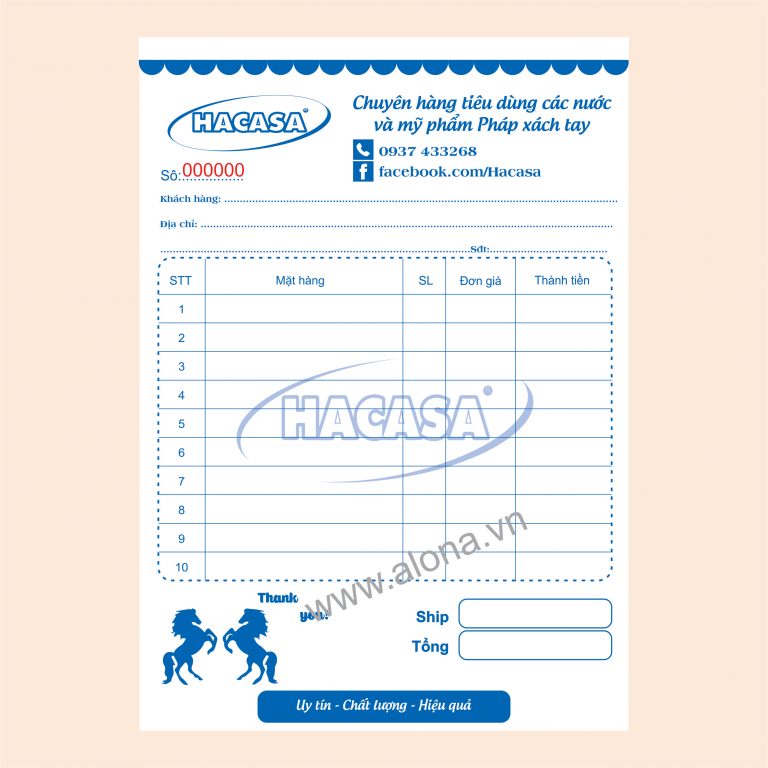 HACASA
Chuyên hàng tiêu dùng các nước
và mỹ phẩm Pháp xách tay
0937 433268
facebook.com/Hacasa
Sô:000000
Khách hàng:
Địa chỉ:
Sđt:
STT Mặt hàng SL Đơn giá Thành tiền
1
2
3
4
5
6
7
8
9
10
HACASA
www.alona.vn
Thank
you!
Ship
Tổng
Uy tín - Chất lượng - Hiệu quả